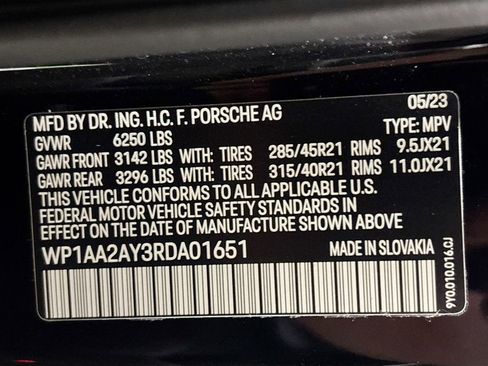 MFD BY DR. ING. H.C. F. PORSCHE AG 05/23
GVWR 6250 LBS TYPE: MPV
GAWR FRONT 3142 LBS WITH: TIRES 285/45R21 RIMS 9.5JX21
GAWR REAR 3296 LBS WITH: TIRES 315/40R21 RIMS 11.0JX21
THIS VEHICLE CONFORMS TO ALL APPLICABLE U.S.
FEDERAL MOTOR VEHICLE SAFETY STANDARDS IN
EFFECT ON THE DATE OF MANUFACTURE SHOWN ABOVE
WP1AA2AY3RDA01651 MADE IN SLOVAKIA
9Y0.010.016.CJ